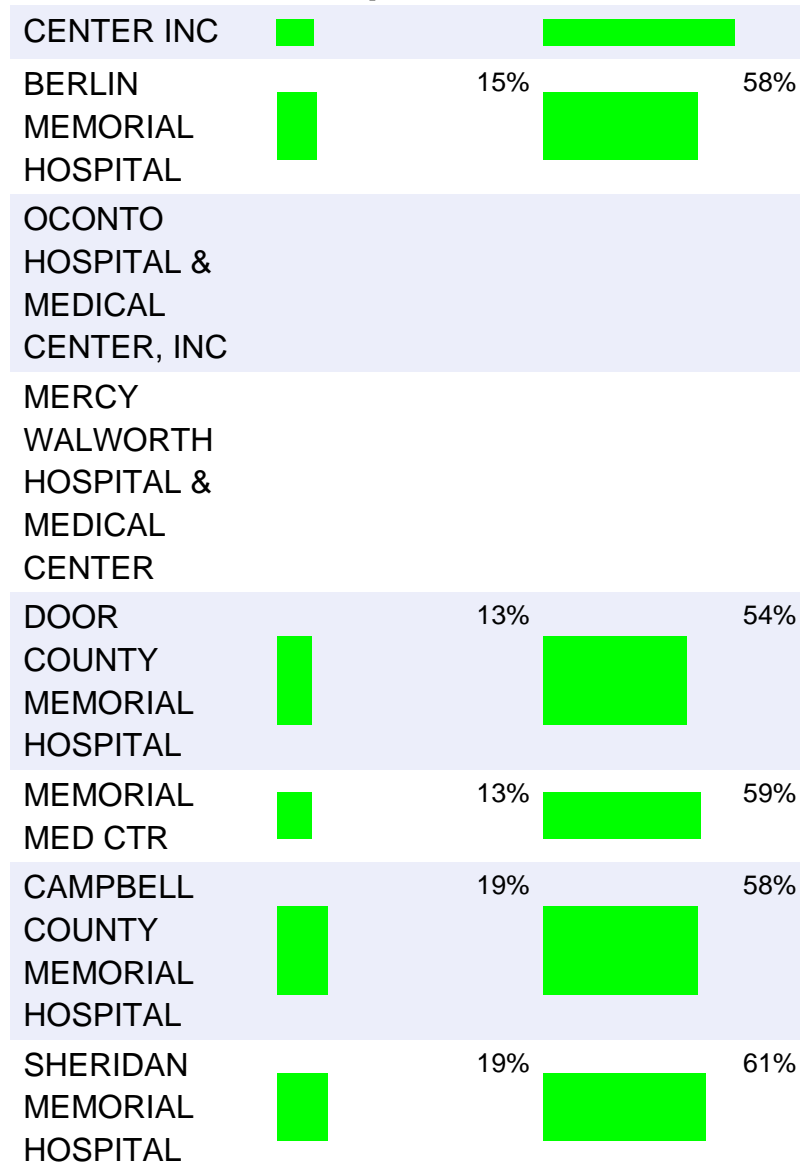 CENTER INC
BERLIN 15% 58%
MEMORIAL
HOSPITAL
OCONTO
HOSPITAL &
MEDICAL
CENTER, INC
MERCY
WALWORTH
HOSPITAL &
MEDICAL
CENTER
DOOR 13% 54%
COUNTY
MEMORIAL
HOSPITAL
MEMORIAL 13% 59%
MED CTR
CAMPBELL 19% 58%
COUNTY
MEMORIAL
HOSPITAL
SHERIDAN 19% 61%
MEMORIAL
HOSPITAL